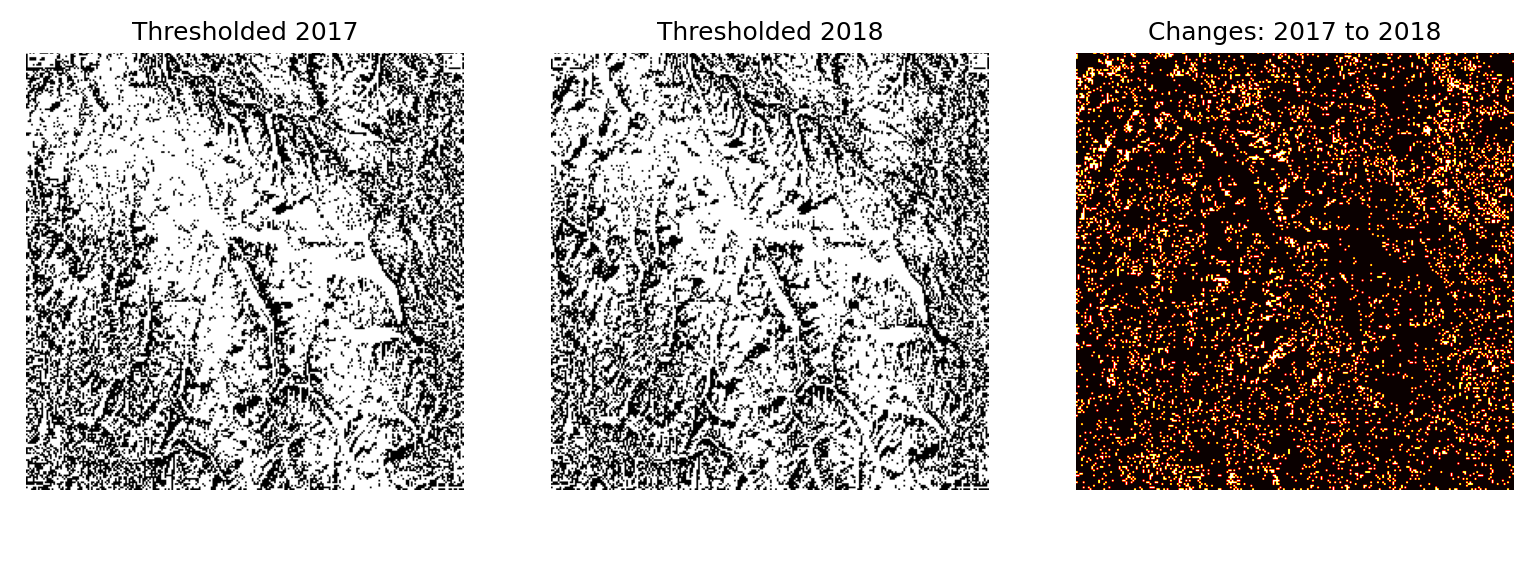 Thresholded 2017
Thresholded 2018
Changes: 2017 to 2018